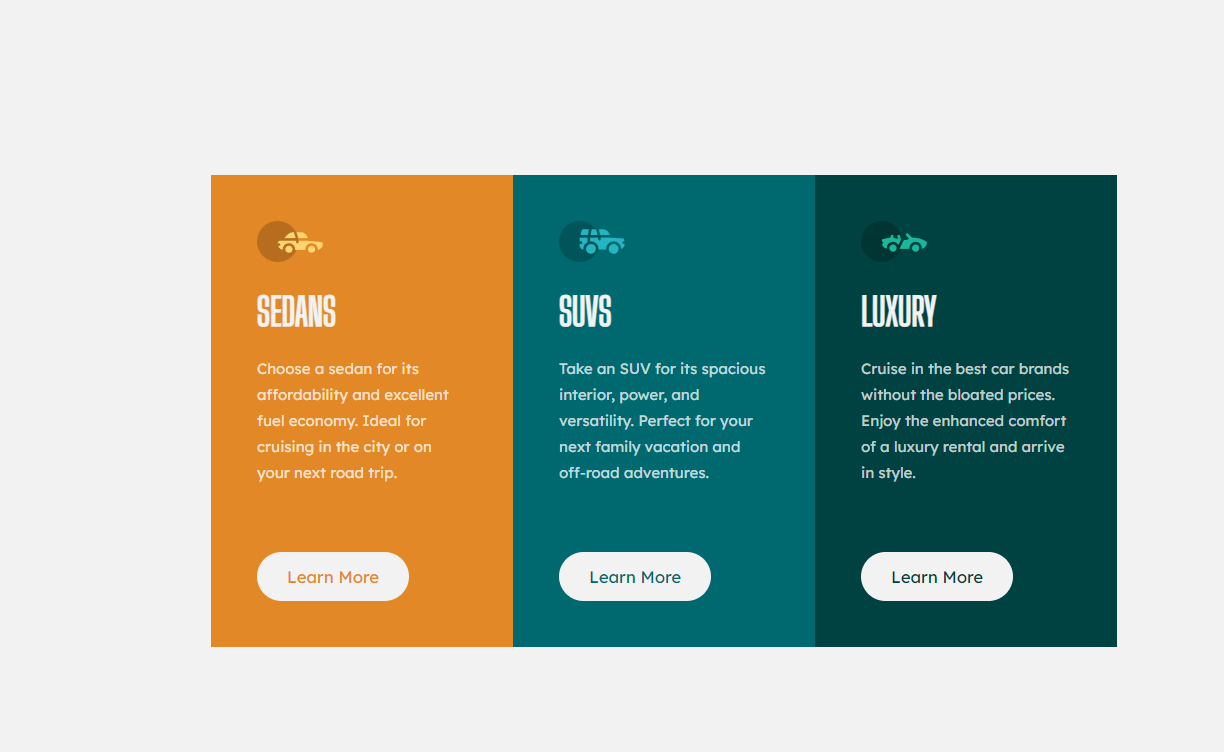 SEDANS
Choose a sedan for its
affordability and excellent
fuel economy. Ideal for
cruising in the city or on
your next road trip.
Learn More
SUVS
Take an SUV for its spacious
interior, power, and
versatility. Perfect for your
next family vacation and
off-road adventures.
Learn More
LUXURY
Cruise in the best car brands
without the bloated prices.
Enjoy the enhanced comfort
of a luxury rental and arrive
in style.
Learn More